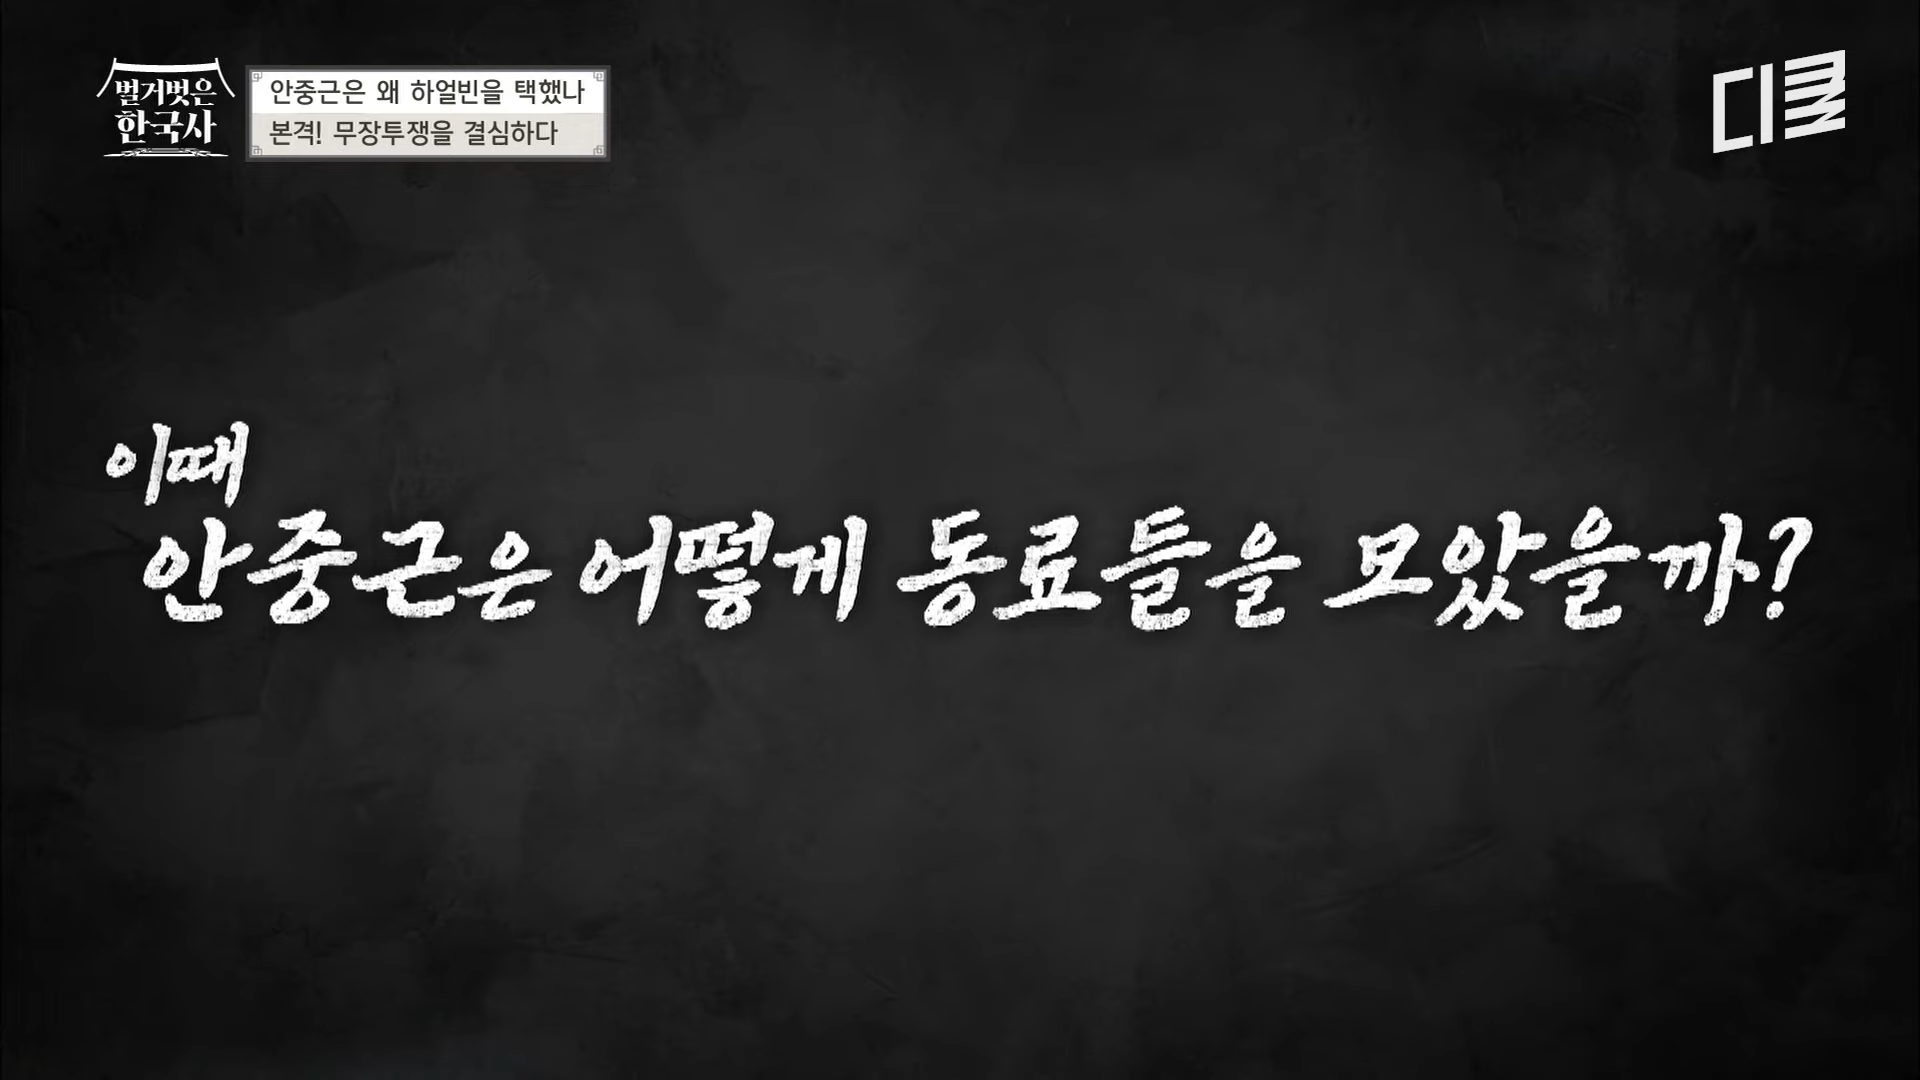 벌거벗은
한국사
안중근은 왜 하얼빈을 택했나
본격! 무장투쟁을 결심하다
디글
이때
안중근은 어떻게 동료들을 모았을까?